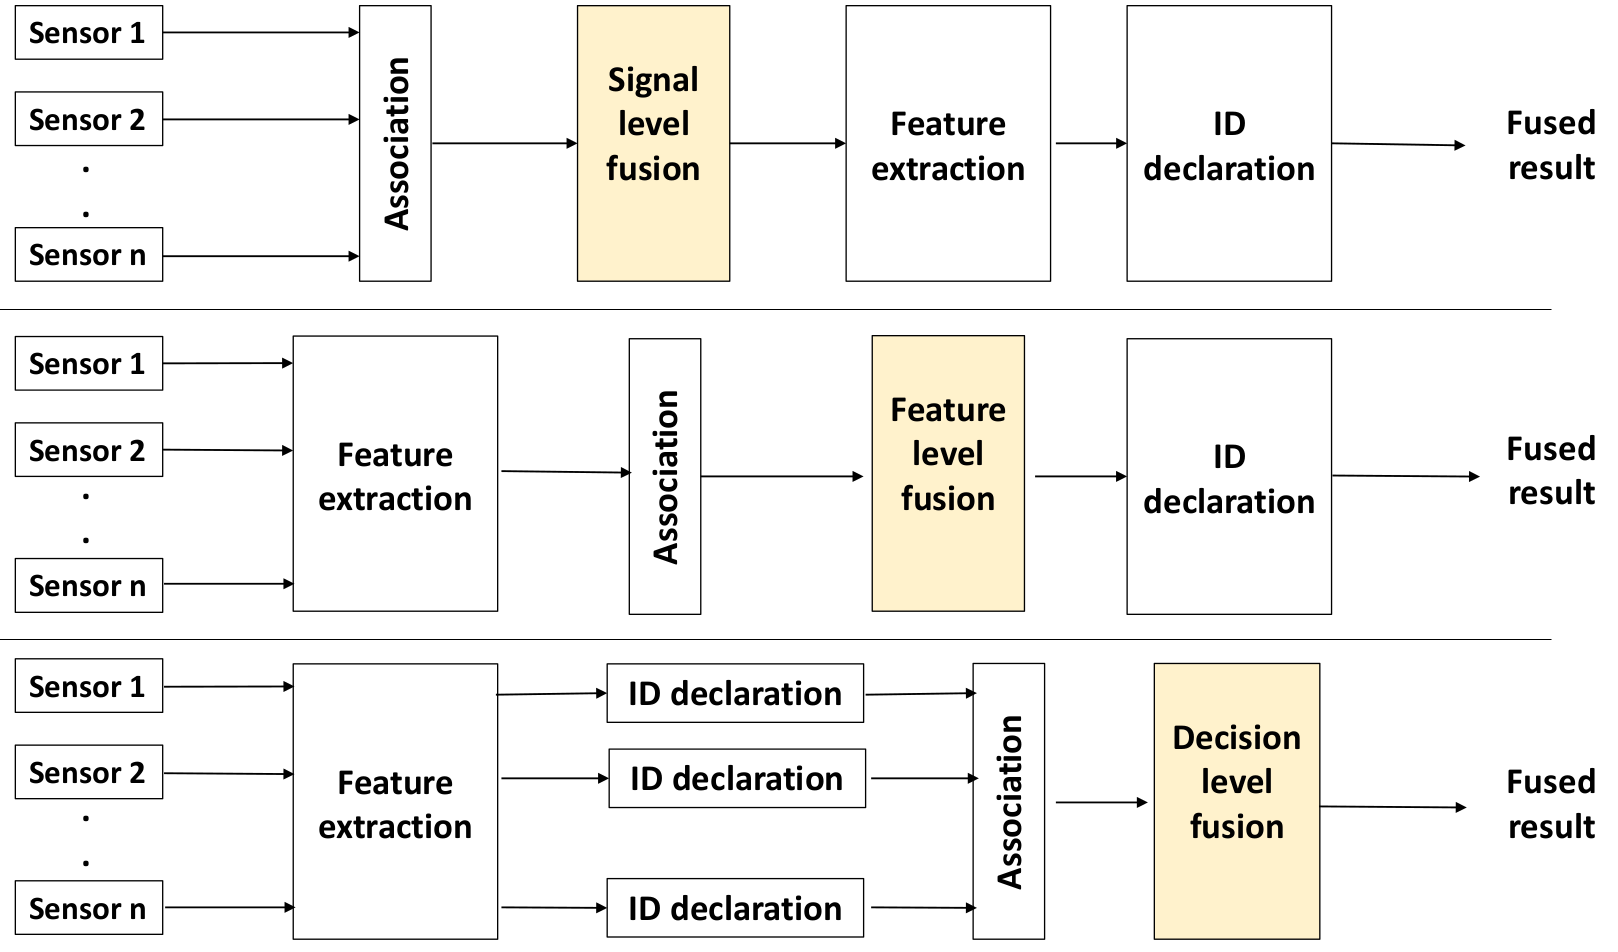 Sensor 1
Sensor 2
.
.
Sensor n
Association
Signal
level
fusion
Feature
extraction
ID
declaration
Fused
result
Sensor 1
Sensor 2
.
.
Sensor n
Feature
extraction
Association
Feature
level
fusion
ID
declaration
Fused
result
Sensor 1
Sensor 2
.
.
Sensor n
Feature
extraction
ID declaration
ID declaration
ID declaration
Association
Decision
level
fusion
Fused
result